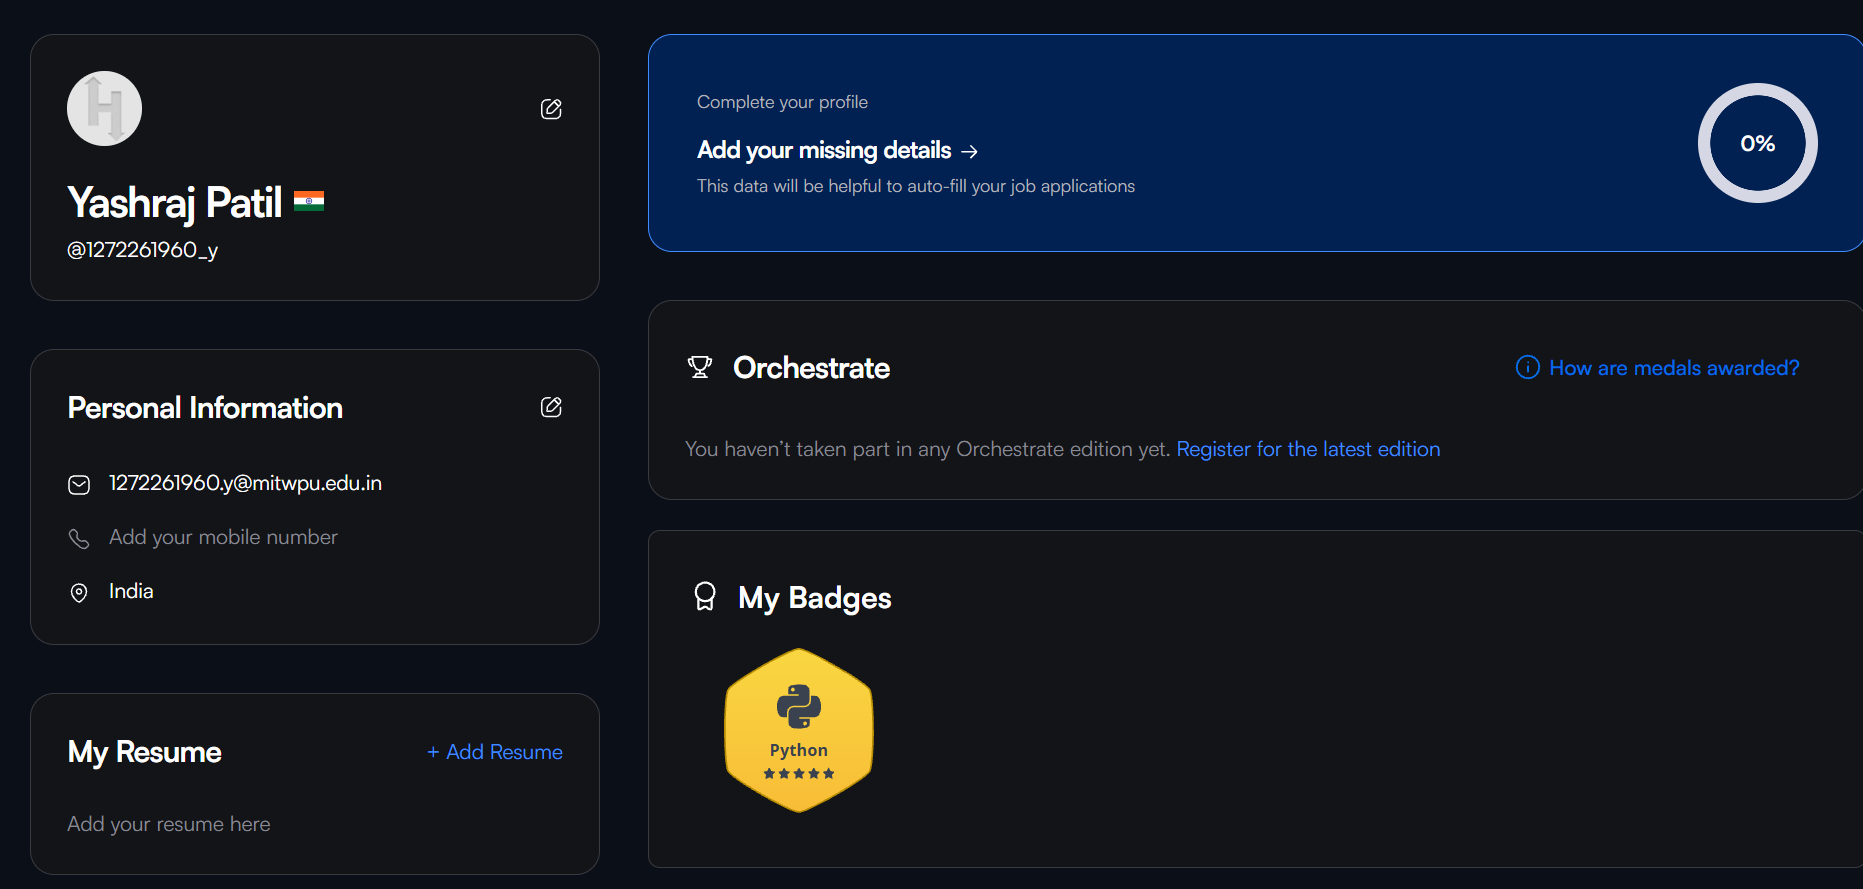 Yashraj Patil
@1272261960_y
Personal Information
1272261960.y@mitwpu.edu.in
Add your mobile number
India
My Resume
+ Add Resume
Add your resume here
Complete your profile
Add your missing details →
This data will be helpful to auto-fill your job applications
0%
Orchestrate
How are medals awarded?
You haven't taken part in any Orchestrate edition yet. Register for the latest edition
My Badges
Python